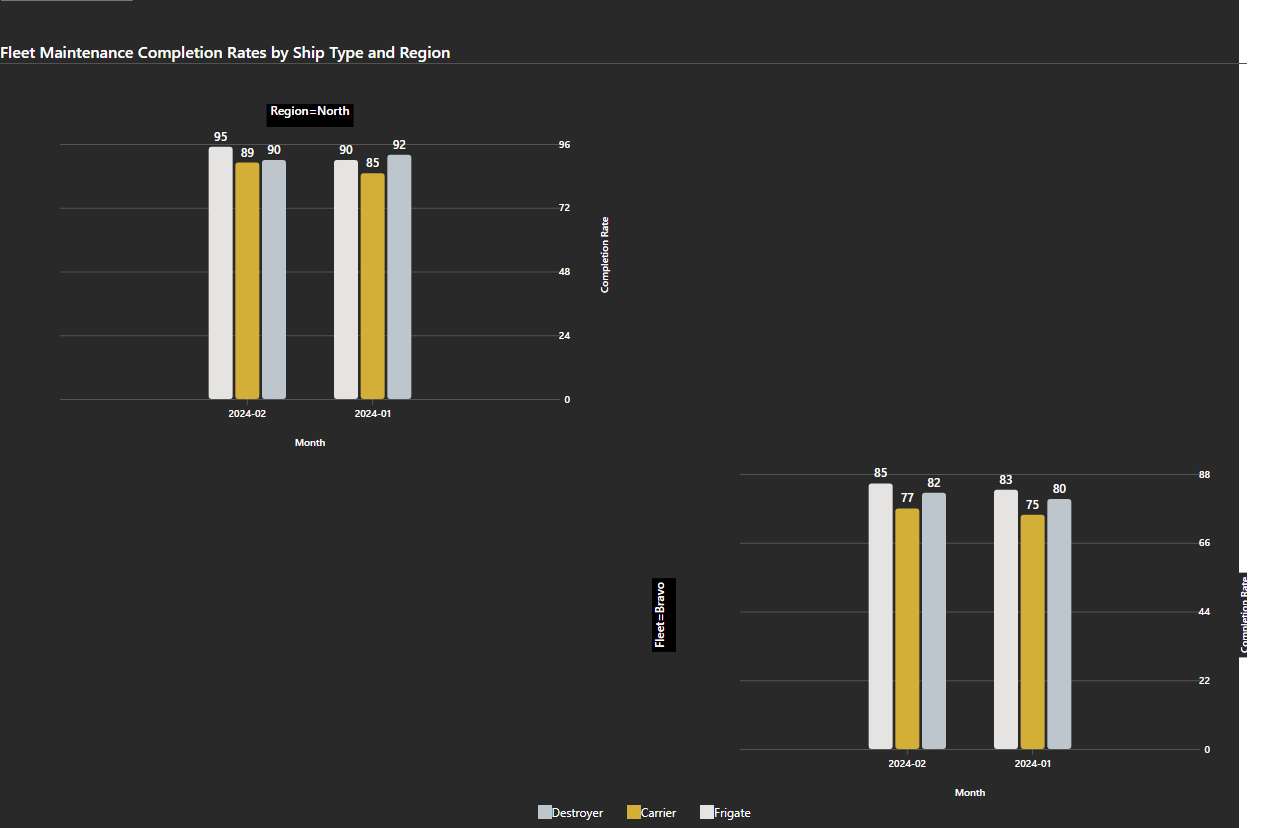 Fleet Maintenance Completion Rates by Ship Type and Region
Region=North
95
89
90
90
85
92
96
72
48
24
0
Completion Rate
2024-02
2024-01
Month
Fleet=Bravo
85
77
82
83
75
80
88
66
44
22
0
Completion Rate
2024-02
2024-01
Month
Destroyer
Carrier
Frigate